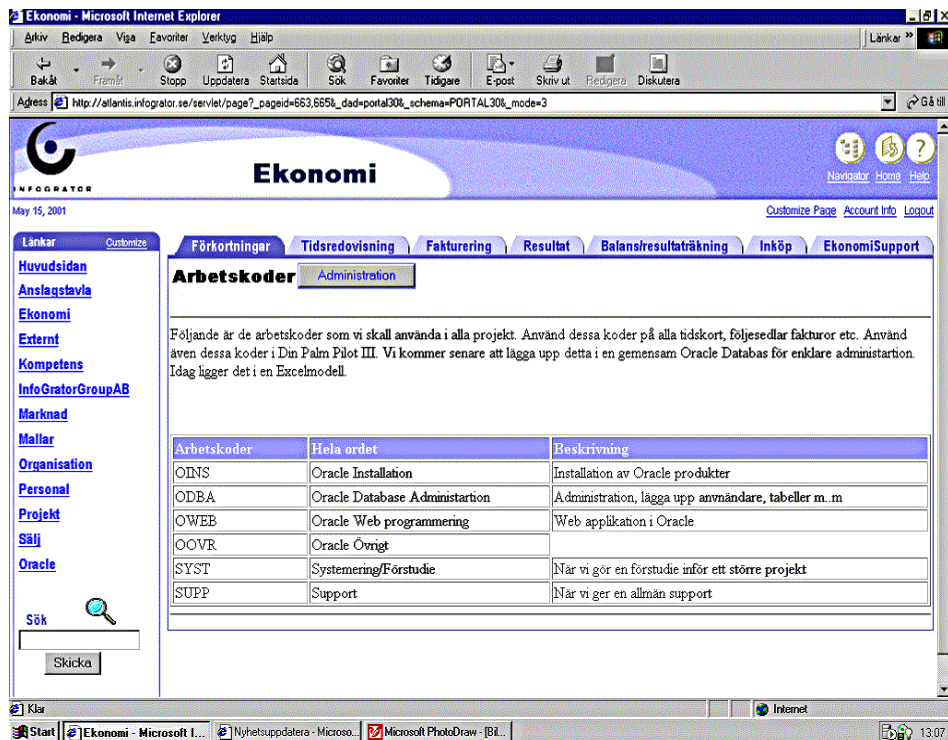 Ekonomi - Microsoft Internet Explorer
Arkiv Redigera Visa Favoriter Verktyg Hjälp Länkar »
Bakåt Framåt Stopp Uppdatera Startsida Sök Favoriter Tidigare E-post Skriv ut Redigera Diskutera
Adress http://atlantis.infogrator.se/servlet/page?_pageid=663,665&_dad=portal30&_schema=PORTAL30&_mode=3 Gå till
INFOGRATOR
Ekonomi
Navigator Home Help
May 15, 2001
Customize Page Account Info Logout
Länkar Customize
Huvudsidan
Anslagstavla
Ekonomi
Externt
Kompetens
InfoGratorGroupAB
Marknad
Mallar
Organisation
Personal
Projekt
Sälj
Oracle
Sök
Skicka
Förkortningar Tidsredovisning Fakturering Resultat Balans/resultaträkning Inköp EkonomiSupport
Arbetskoder Administration
Följande är de arbetskoder som vi skall använda i alla projekt. Använd dessa koder på alla tidskort, följesedlar fakturor etc. Använd
även dessa koder i Din Palm Pilot III. Vi kommer senare att lägga upp detta i en gemensam Oracle Databas för enklare administartion.
Idag ligger det i en Excelmodell.
Arbetskoder Hela ordet Beskrivning
OINS Oracle Installation Installation av Oracle produkter
ODBA Oracle Database Administartion Administration, lägga upp anvnändare, tabeller m..m
OWEB Oracle Web programmering Web applikation i Oracle
OOVR Oracle Övrigt
SYST Systemering/Förstudie När vi gör en förstudie inför ett större projekt
SUPP Support När vi ger en allmän support
Klar Internet
Start Ekonomi - Microsoft I... Nyhetsuppdatera - Microso... Microsoft PhotoDraw - [Bil... 13:07